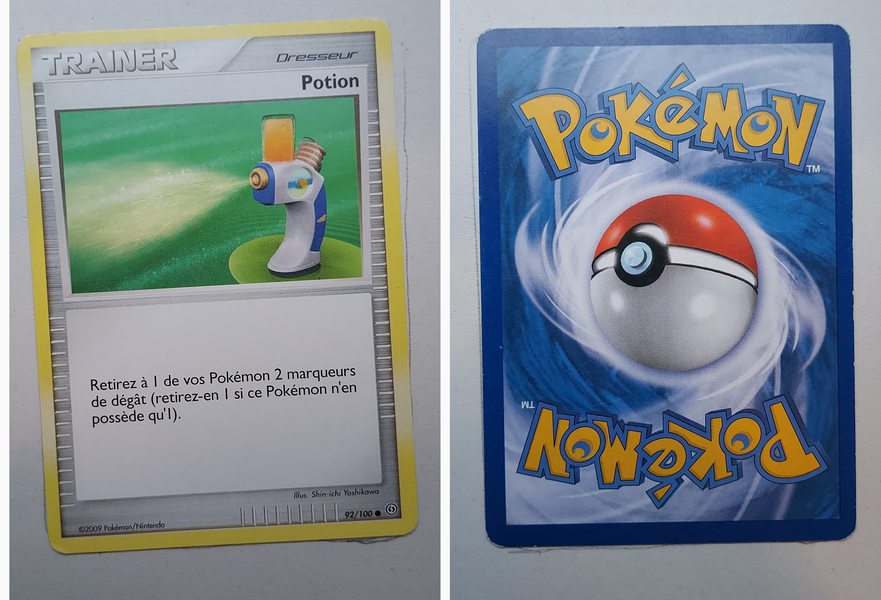 TRAINER
Dresseur
Potion
Retirez à 1 de vos Pokémon 2 marqueurs
de dégât (retirez-en 1 si ce Pokémon n'en
possède qu'1).
Illus. Shin-ichi Yoshikawa
©2009 Pokémon/Nintendo
92/100
POKéMON
TM
TM
POKéMON